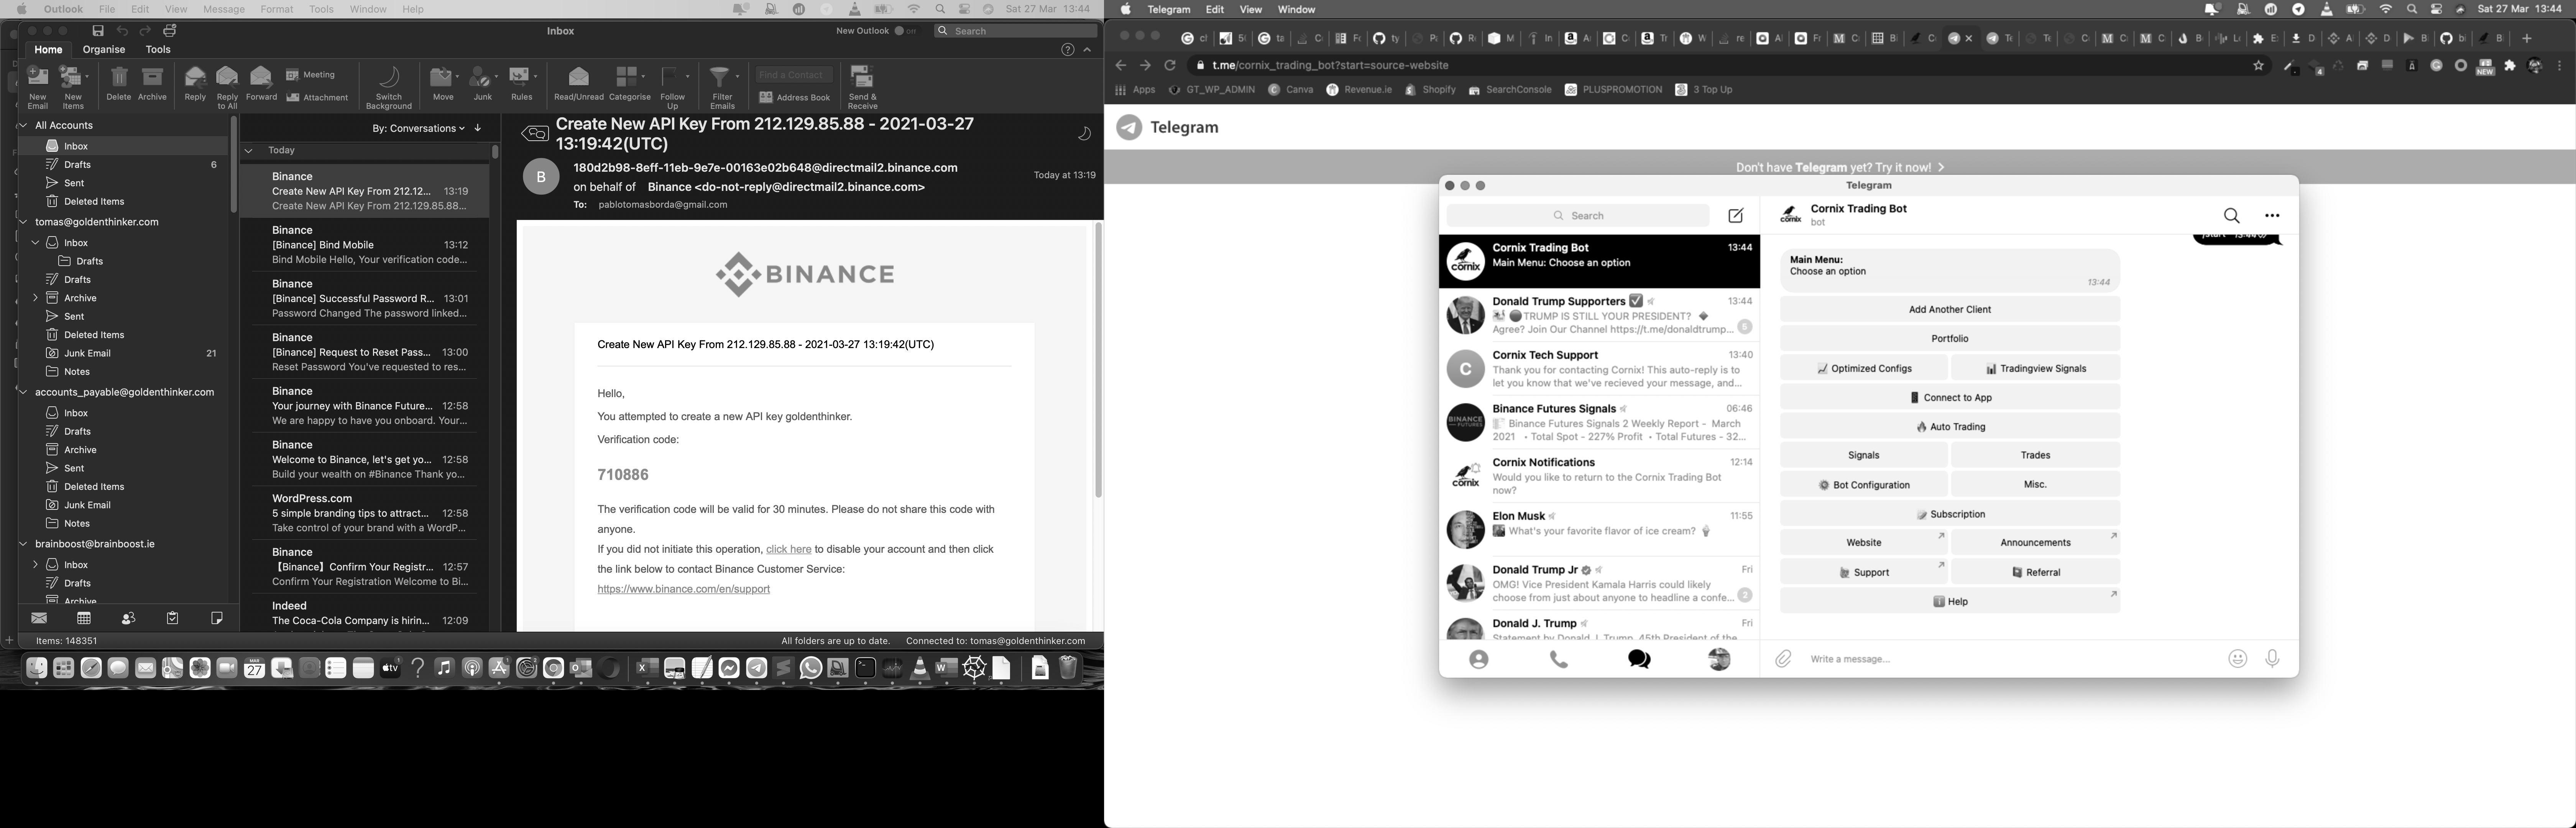 Outlook File Edit View Message Format Tools Window Help
Sat 27 Mar 13:44
Inbox
New Outlook
Search
Home Organise Tools
New Email
New Items
Delete
Archive
Reply
Reply to All
Forward
Meeting
Attachment
Switch Background
Move
Junk
Rules
Read/Unread
Categorise
Follow Up
Filter Emails
Find a Contact
Address Book
Send & Receive
All Accounts
Inbox
Drafts 6
Sent
Deleted Items
tomas@goldenthinker.com
Inbox
Drafts
Drafts
Archive
Sent
Deleted Items
Junk Email 21
Notes
accounts_payable@goldenthinker.com
Inbox
Drafts
Archive
Sent
Deleted Items
Junk Email
Notes
brainboost@brainboost.ie
Inbox
Drafts
Archive
Items: 148351
By: Conversations
Today
Binance
Create New API Key From 212.12... 13:19
Create New API Key From 212.129.85.88...
Binance
[Binance] Bind Mobile 13:12
Bind Mobile Hello, Your verification code...
Binance
[Binance] Successful Password R... 13:01
Password Changed The password linked...
Binance
[Binance] Request to Reset Pass... 13:00
Reset Password You've requested to res...
Binance
Your journey with Binance Future... 12:58
We are happy to have you onboard. Your...
Binance
Welcome to Binance, let's get yo... 12:58
Build your wealth on #Binance Thank yo...
WordPress.com
5 simple branding tips to attract... 12:58
Take control of your brand with a WordP...
Binance
【Binance】Confirm Your Registr... 12:57
Confirm Your Registration Welcome to Bi...
Indeed
The Coca-Cola Company is hirin... 12:09
Create New API Key From 212.129.85.88 - 2021-03-27
13:19:42(UTC)
B
180d2b98-8eff-11eb-9e7e-00163e02b648@directmail2.binance.com
on behalf of Binance <do-not-reply@directmail2.binance.com>
Today at 13:19
To: pablotomasborda@gmail.com
BINANCE
Create New API Key From 212.129.85.88 - 2021-03-27 13:19:42(UTC)
Hello,
You attempted to create a new API key goldenthinker.
Verification code:
710886
The verification code will be valid for 30 minutes. Please do not share this code with
anyone.
If you did not initiate this operation, click here to disable your account and then click
the link below to contact Binance Customer Service:
https://www.binance.com/en/support
All folders are up to date. Connected to: tomas@goldenthinker.com
Telegram Edit View Window
Sat 27 Mar 13:44
t.me/cornix_trading_bot?start=source-website
Apps GT_WP_ADMIN Canva Revenue.ie Shopify SearchConsole PLUSPROMOTION 3 Top Up
Telegram
Don't have Telegram yet? Try it now!
Telegram
Search
Cornix Trading Bot 13:44
Main Menu: Choose an option
Donald Trump Supporters 13:44
TRUMP IS STILL YOUR PRESIDENT?
Agree? Join Our Channel https://t.me/donaldtrump... 5
C
Cornix Tech Support 13:40
Thank you for contacting Cornix! This auto-reply is to
let you know that we've recieved your message, and...
Binance Futures Signals 06:46
Binance Futures Signals 2 Weekly Report - March
2021 • Total Spot - 227% Profit • Total Futures - 32...
Cornix Notifications 12:14
Would you like to return to the Cornix Trading Bot
now?
Elon Musk 11:55
What's your favorite flavor of ice cream?
Donald Trump Jr Fri
OMG! Vice President Kamala Harris could likely
choose from just about anyone to headline a confe... 2
Donald J. Trump Fri
Statement by Donald J. Trump, 45th President of the
Cornix Trading Bot
bot
/start 13:44
Main Menu:
Choose an option
13:44
Add Another Client
Portfolio
Optimized Configs
Tradingview Signals
Connect to App
Auto Trading
Signals
Trades
Bot Configuration
Misc.
Subscription
Website
Announcements
Support
Referral
Help
Write a message...